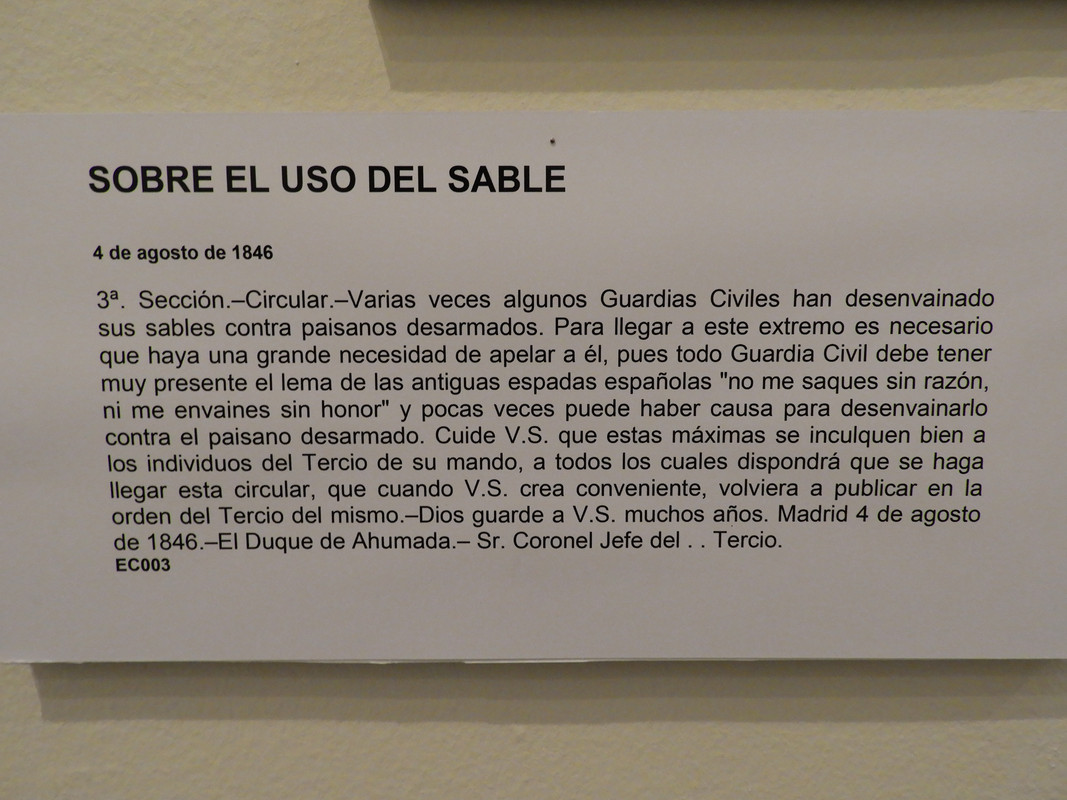 SOBRE EL USO DEL SABLE
4 de agosto de 1846
3ª. Sección.–Circular.–Varias veces algunos Guardias Civiles han desenvainado
sus sables contra paisanos desarmados. Para llegar a este extremo es necesario
que haya una grande necesidad de apelar a él, pues todo Guardia Civil debe tener
muy presente el lema de las antiguas espadas españolas "no me saques sin razón,
ni me envaines sin honor" y pocas veces puede haber causa para desenvainarlo
contra el paisano desarmado. Cuide V.S. que estas máximas se inculquen bien a
los individuos del Tercio de su mando, a todos los cuales dispondrá que se haga
llegar esta circular, que cuando V.S. crea conveniente, volviera a publicar en la
orden del Tercio del mismo.–Dios guarde a V.S. muchos años. Madrid 4 de agosto
de 1846.–El Duque de Ahumada.– Sr. Coronel Jefe del . . Tercio.
EC003